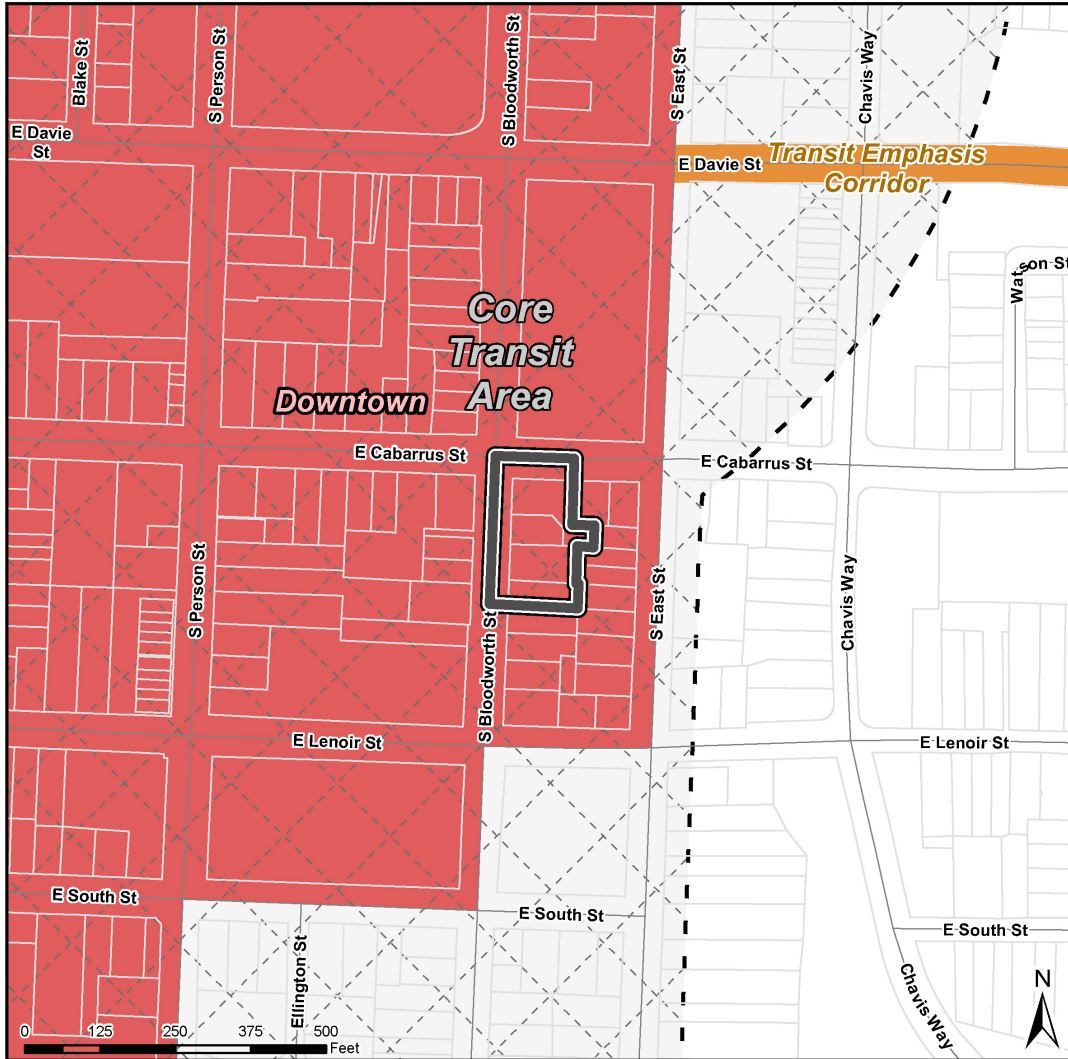 Blake St
S Person St
S Bloodworth St
S East St
Chavis Way
E Davie
St
E Davie St
Transit Emphasis
Corridor
Watson St
Core
Transit
Area
Downtown
E Cabarrus St
E Cabarrus St
S Person St
S Bloodworth St
S East St
Chavis Way
E Lenoir St
E Lenoir St
E South St
E South St
E South St
Ellington St
Chavis Way
N
0 125 250 375 500
Feet